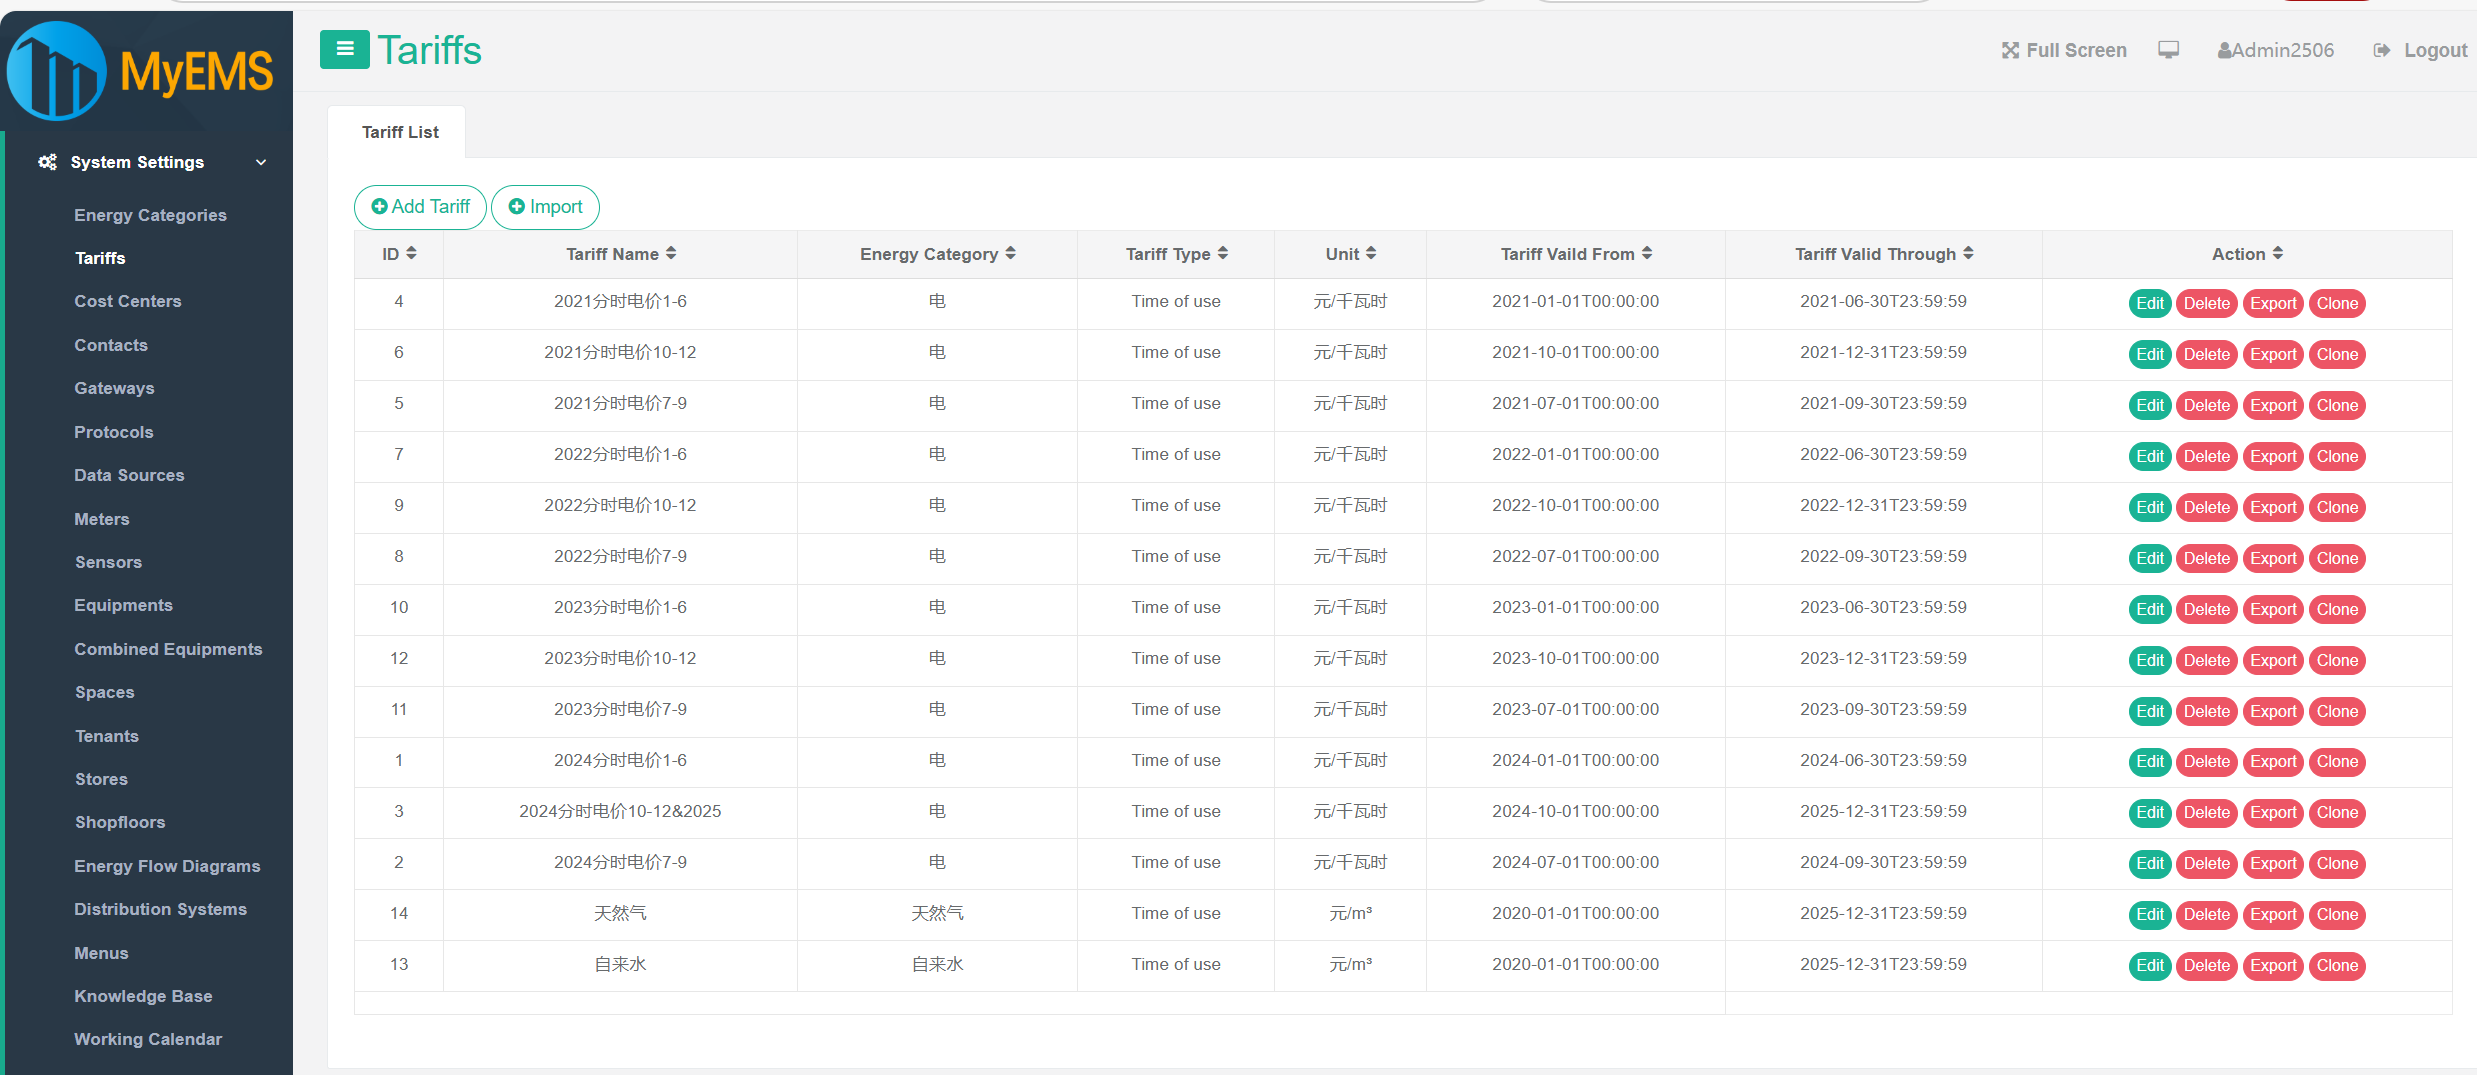 MyEMS
Tariffs
Full Screen Admin2506 Logout
System Settings
Energy Categories
Tariffs
Cost Centers
Contacts
Gateways
Protocols
Data Sources
Meters
Sensors
Equipments
Combined Equipments
Spaces
Tenants
Stores
Shopfloors
Energy Flow Diagrams
Distribution Systems
Menus
Knowledge Base
Working Calendar
Tariff List
Add Tariff Import
ID Tariff Name Energy Category Tariff Type Unit Tariff Vaild From Tariff Valid Through Action
4 2021分时电价1-6 电 Time of use 元/千瓦时 2021-01-01T00:00:00 2021-06-30T23:59:59 Edit Delete Export Clone
6 2021分时电价10-12 电 Time of use 元/千瓦时 2021-10-01T00:00:00 2021-12-31T23:59:59 Edit Delete Export Clone
5 2021分时电价7-9 电 Time of use 元/千瓦时 2021-07-01T00:00:00 2021-09-30T23:59:59 Edit Delete Export Clone
7 2022分时电价1-6 电 Time of use 元/千瓦时 2022-01-01T00:00:00 2022-06-30T23:59:59 Edit Delete Export Clone
9 2022分时电价10-12 电 Time of use 元/千瓦时 2022-10-01T00:00:00 2022-12-31T23:59:59 Edit Delete Export Clone
8 2022分时电价7-9 电 Time of use 元/千瓦时 2022-07-01T00:00:00 2022-09-30T23:59:59 Edit Delete Export Clone
10 2023分时电价1-6 电 Time of use 元/千瓦时 2023-01-01T00:00:00 2023-06-30T23:59:59 Edit Delete Export Clone
12 2023分时电价10-12 电 Time of use 元/千瓦时 2023-10-01T00:00:00 2023-12-31T23:59:59 Edit Delete Export Clone
11 2023分时电价7-9 电 Time of use 元/千瓦时 2023-07-01T00:00:00 2023-09-30T23:59:59 Edit Delete Export Clone
1 2024分时电价1-6 电 Time of use 元/千瓦时 2024-01-01T00:00:00 2024-06-30T23:59:59 Edit Delete Export Clone
3 2024分时电价10-12&2025 电 Time of use 元/千瓦时 2024-10-01T00:00:00 2025-12-31T23:59:59 Edit Delete Export Clone
2 2024分时电价7-9 电 Time of use 元/千瓦时 2024-07-01T00:00:00 2024-09-30T23:59:59 Edit Delete Export Clone
14 天然气 天然气 Time of use 元/m³ 2020-01-01T00:00:00 2025-12-31T23:59:59 Edit Delete Export Clone
13 自来水 自来水 Time of use 元/m³ 2020-01-01T00:00:00 2025-12-31T23:59:59 Edit Delete Export Clone